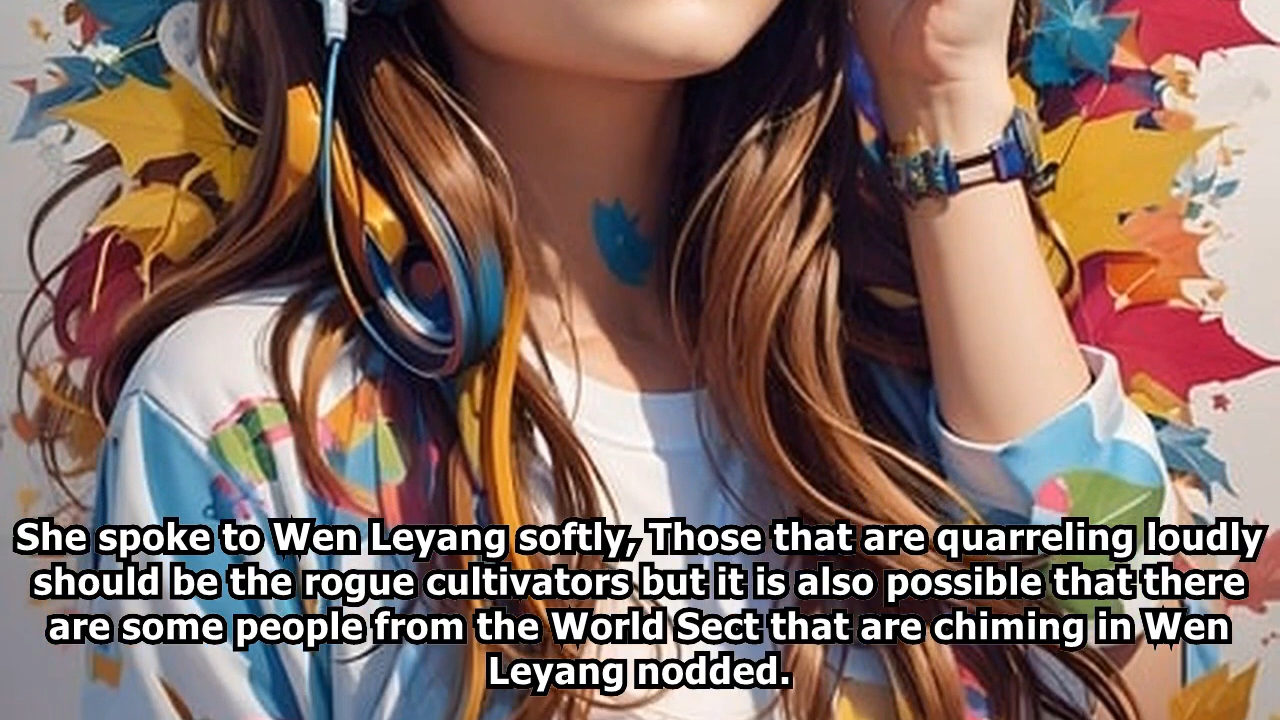 She spoke to Wen Leyang softly, Those that are quarreling loudly
should be the rogue cultivators but it is also possible that there
are some people from the World Sect that are chiming in Wen
Leyang nodded.